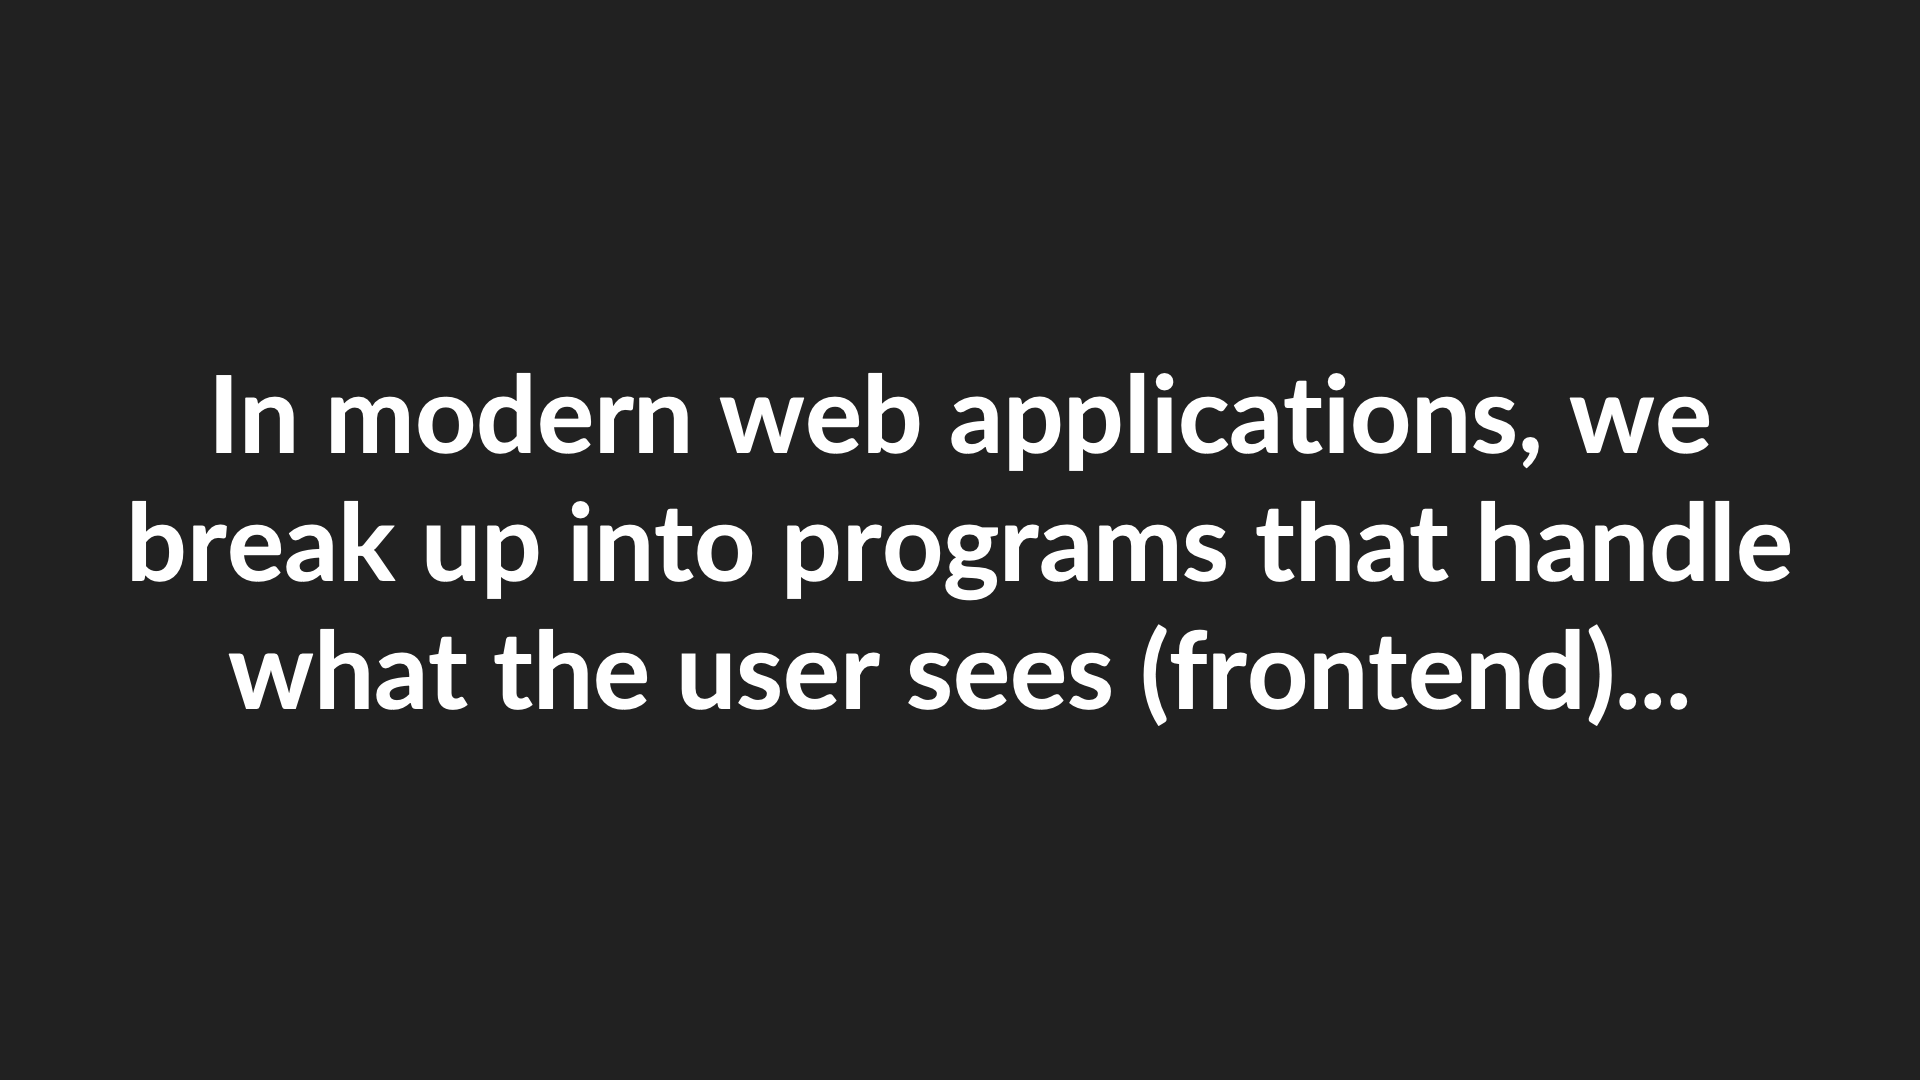 In modern web applications, we
break up into programs that handle
what the user sees (frontend)...